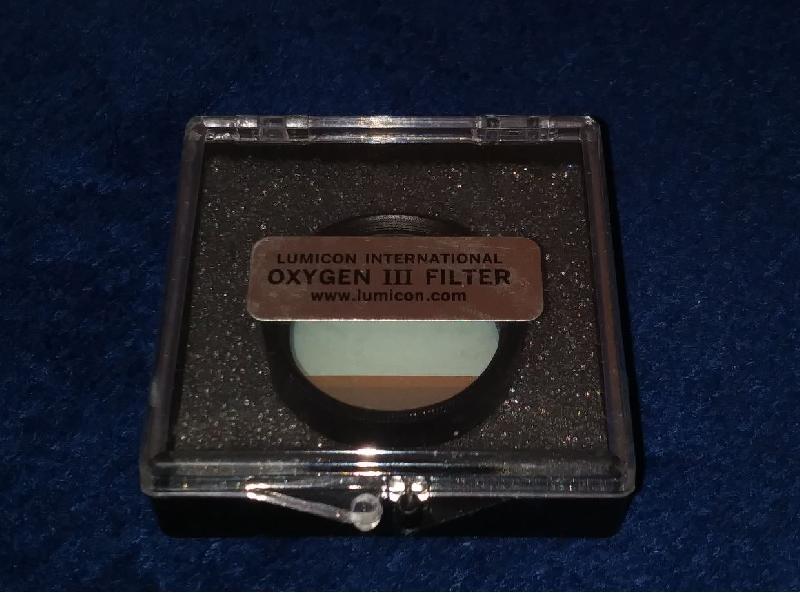 LUMICON INTERNATIONAL
OXYGEN III FILTER
www.lumicon.com